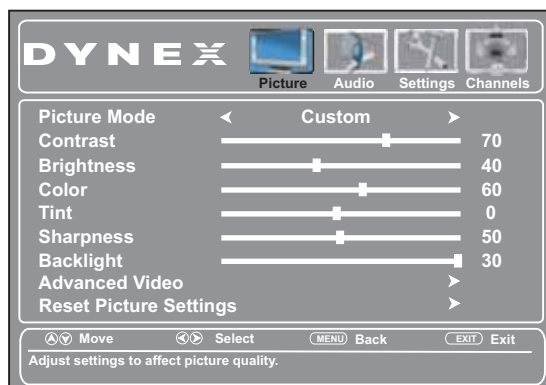 DYNEX
Picture Audio Settings Channels
Picture Mode Custom
Contrast 70
Brightness 40
Color 60
Tint 0
Sharpness 50
Backlight 30
Advanced Video
Reset Picture Settings
Move Select MENU Back EXIT Exit
Adjust settings to affect picture quality.